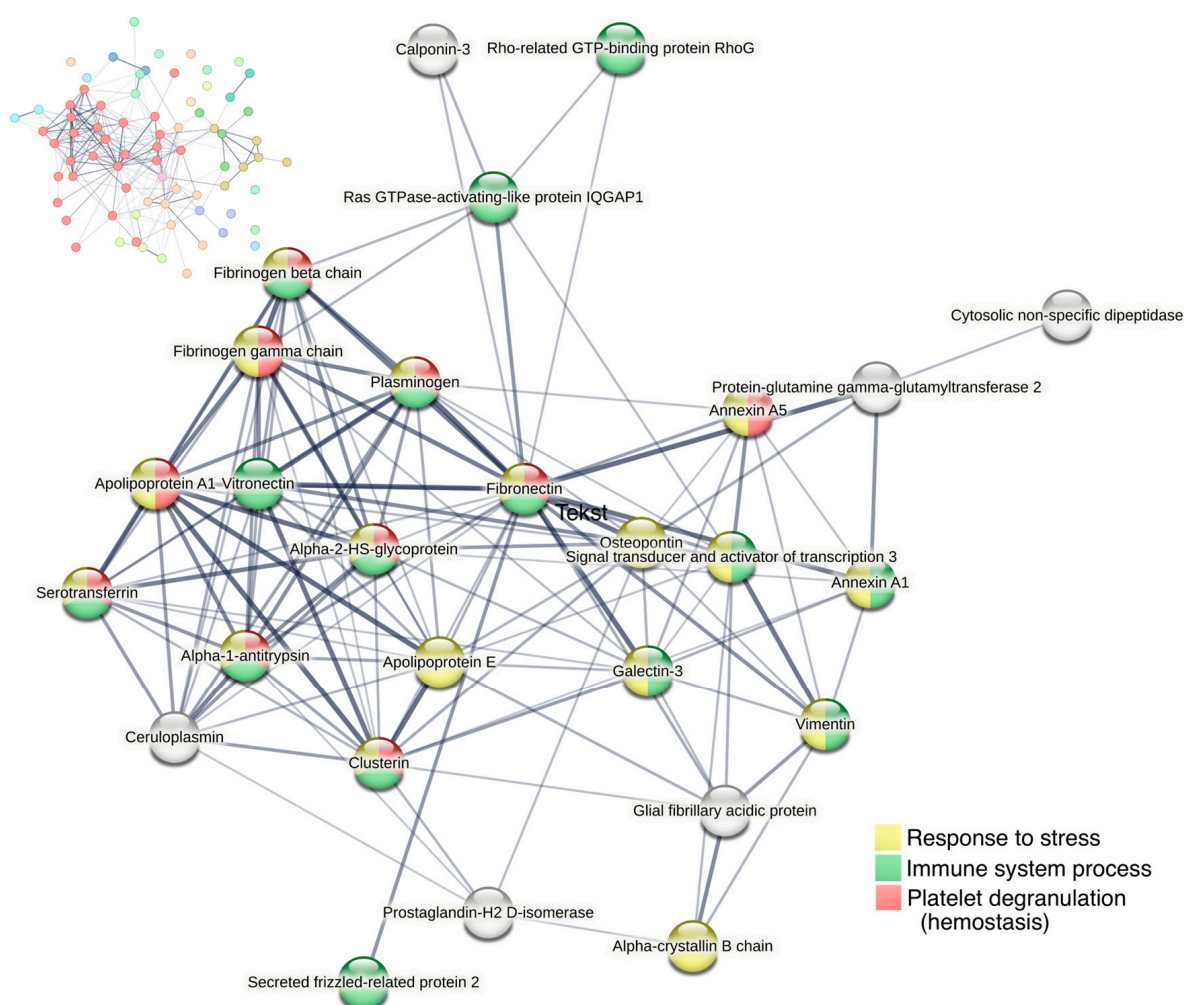 Calponin-3
Rho-related GTP-binding protein RhoG
Ras GTPase-activating-like protein IQGAP1
Fibrinogen beta chain
Cytosolic non-specific dipeptidase
Fibrinogen gamma chain
Plasminogen
Protein-glutamine gamma-glutamyltransferase 2
Annexin A5
Apolipoprotein A1
Vitronectin
Fibronectin
Tekst
Osteopontin
Alpha-2-HS-glycoprotein
Signal transducer and activator of transcription 3
Annexin A1
Serotransferrin
Alpha-1-antitrypsin
Apolipoprotein E
Galectin-3
Vimentin
Ceruloplasmin
Clusterin
Glial fibrillary acidic protein
Response to stress
Immune system process
Platelet degranulation
(hemostasis)
Prostaglandin-H2 D-isomerase
Alpha-crystallin B chain
Secreted frizzled-related protein 2